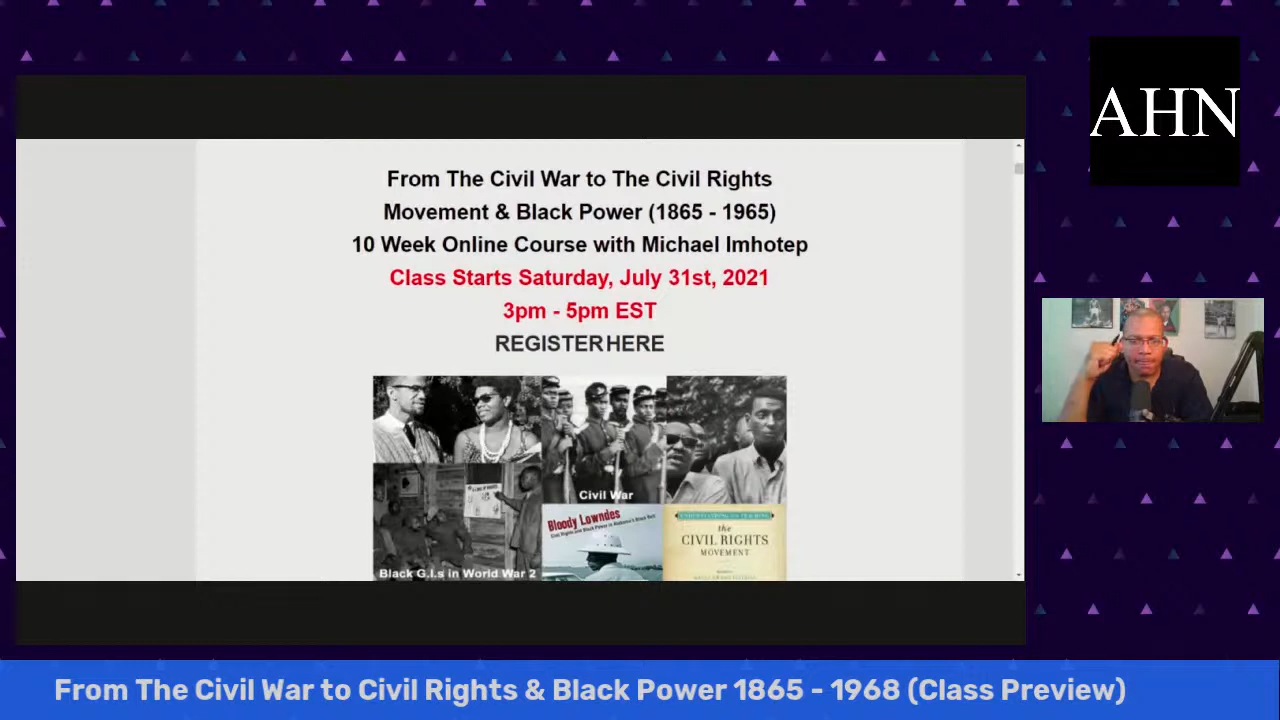 AHN
From The Civil War to The Civil Rights
Movement & Black Power (1865 - 1965)
10 Week Online Course with Michael Imhotep
Class Starts Saturday, July 31st, 2021
3pm - 5pm EST
REGISTER HERE
Civil War
Black G.I.s in World War 2
Bloody Lowndes
the
CIVIL RIGHTS
MOVEMENT
From The Civil War to Civil Rights & Black Power 1865 - 1968 (Class Preview)